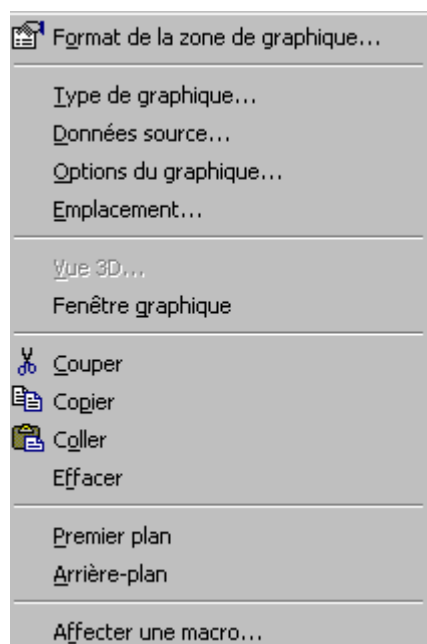 Format de la zone de graphique...
Type de graphique...
Données source...
Options du graphique...
Emplacement...
Vue 3D...
Fenêtre graphique
Couper
Copier
Coller
Effacer
Premier plan
Arrière-plan
Affecter une macro...